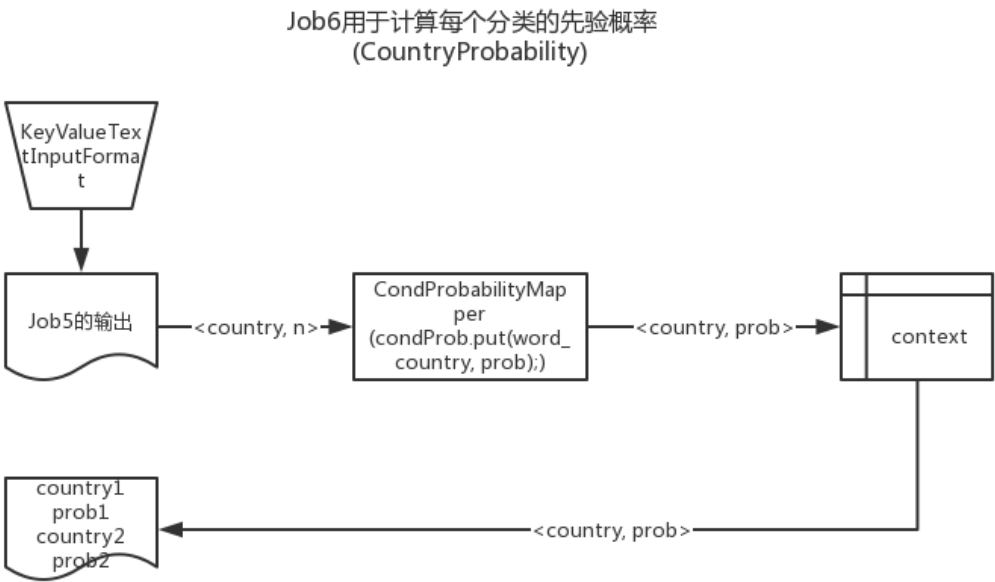 Job6用于计算每个分类的先验概率
(CountryProbability)
KeyValueTex
tInputForma
t
Job5的输出
<country, n>
CondProbabilityMap
per
(condProb.put(word_
country, prob);)
<country, prob>
context
<country, prob>
country1
prob1
country2
prob2